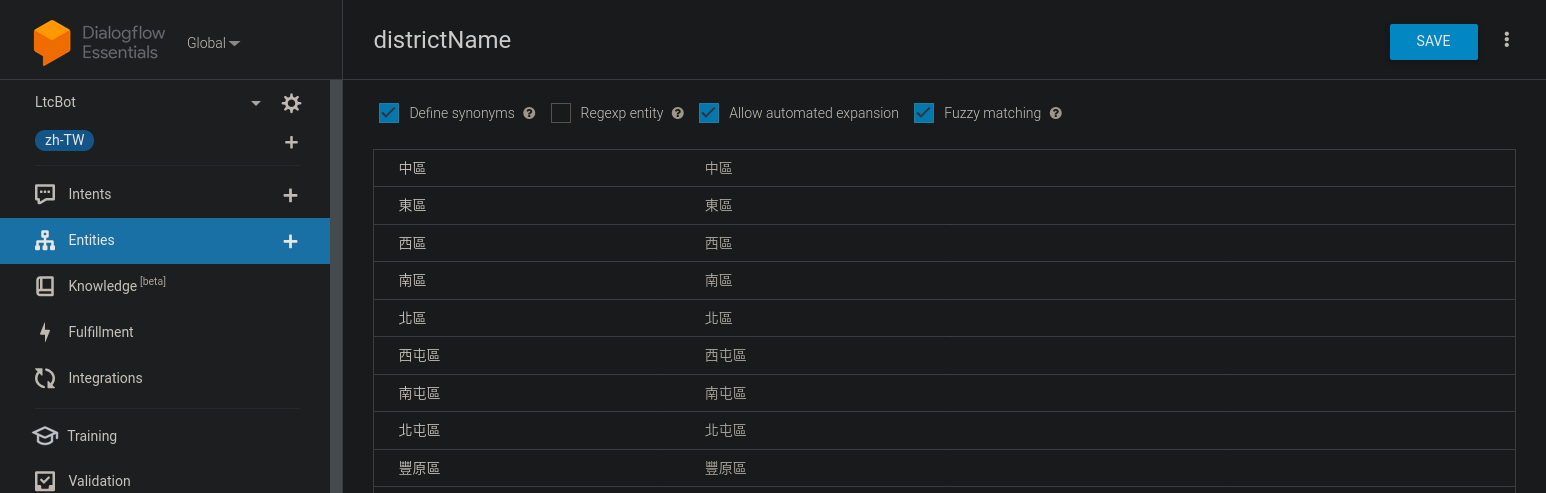 Dialogflow
Essentials
Global
districtName
SAVE
LtcBot
zh-TW
Intents
Entities
Knowledge [beta]
Fulfillment
Integrations
Training
Validation
Define synonyms ? Regexp entity ? Allow automated expansion Fuzzy matching ?
中區 中區
東區 東區
西區 西區
南區 南區
北區 北區
西屯區 西屯區
南屯區 南屯區
北屯區 北屯區
豐原區 豐原區